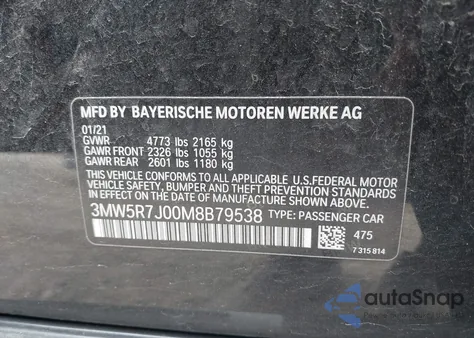 MFD BY BAYERISCHE MOTOREN WERKE AG
01/21
GVWR 4773 lbs 2165 kg
GAWR FRONT 2326 lbs 1055 kg
GAWR REAR 2601 lbs 1180 kg
THIS VEHICLE CONFORMS TO ALL APPLICABLE U.S.FEDERAL MOTOR
VEHICLE SAFETY, BUMPER AND THEFT PREVENTION STANDARDS
IN EFFECT ON THE DATE OF MANUFACTURE SHOWN ABOVE.
3MW5R7J00M8B79538 TYPE: PASSENGER CAR
475
7 315 814
autoSnap
POWERED BY AUTOBIDMASTER